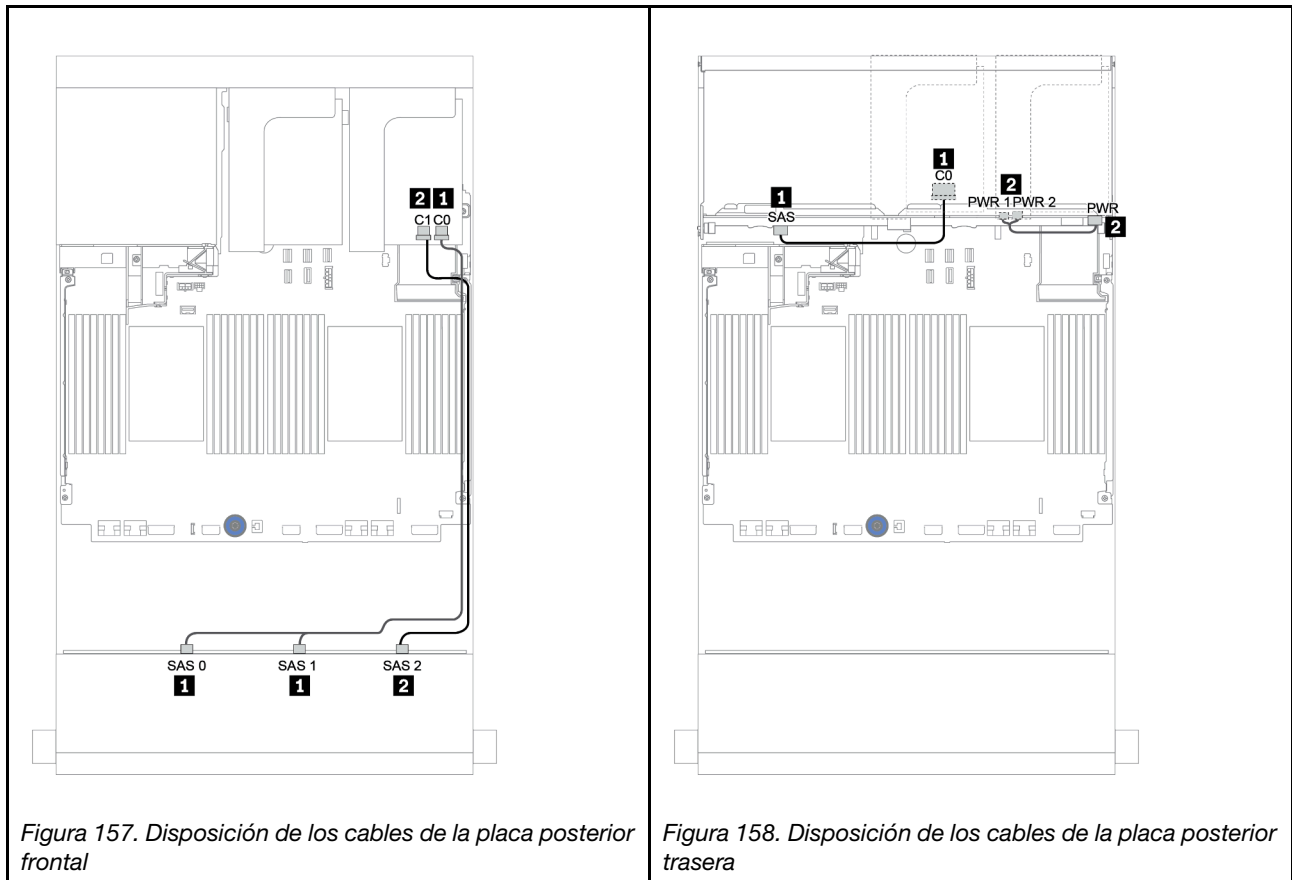 2 1
C1 C0
SAS 0 SAS 1 SAS 2
1 1 2
Figura 157. Disposición de los cables de la placa posterior
frontal
1
C0
1
SAS
2
PWR 1 PWR 2
PWR
2
Figura 158. Disposición de los cables de la placa posterior
trasera